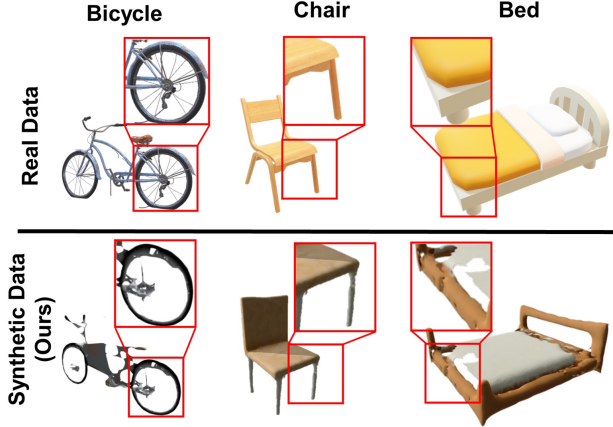 Bicycle
Chair
Bed
Real Data
Synthetic Data
(Ours)